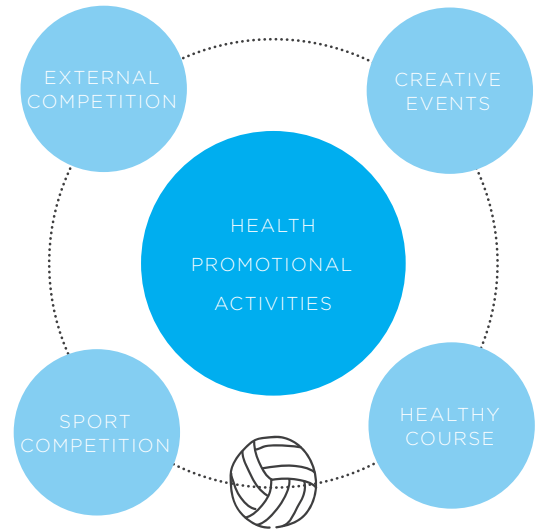 EXTERNAL
COMPETITION
CREATIVE
EVENTS
HEALTH
PROMOTIONAL
ACTIVITIES
SPORT
COMPETITION
HEALTHY
COURSE